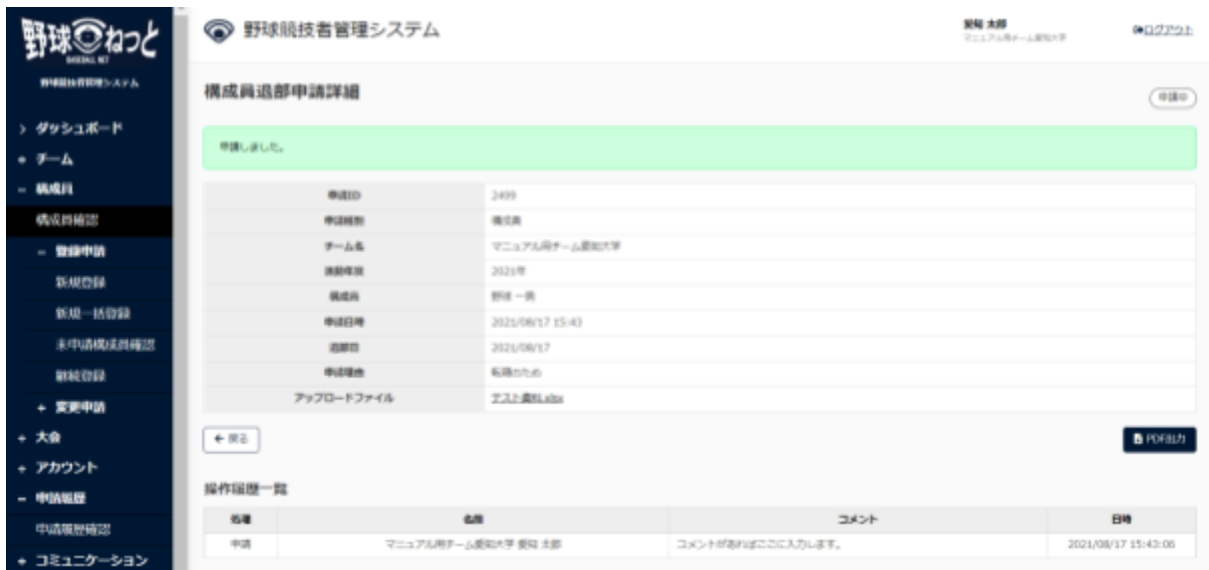 野球ねっと
BASEBALL NET
野球競技者管理システム
野球競技者管理システム
愛知 太郎
マニュアル用チーム愛知大学
ログアウト
構成員退部申請詳細
申請中
申請しました。
> ダッシュボード
+ チーム
− 構成員
構成員確認
− 登録申請
新規登録
新規一括登録
未申請構成員確認
継続登録
+ 変更申請
+ 大会
+ アカウント
− 申請履歴
申請履歴確認
+ コミュニケーション
申請ID 2499
申請種別 構成員
チーム名 マニュアル用チーム愛知大学
活動年度 2021年
構成員 野球 一男
申請日時 2021/08/17 15:43
退部日 2021/08/17
申請理由 転籍のため
アップロードファイル テスト資料.xlsx
← 戻る
PDF出力
操作履歴一覧
処理 名前 コメント 日時
申請 マニュアル用チーム愛知大学 愛知 太郎 コメントがあればここに入力します。 2021/08/17 15:43:06